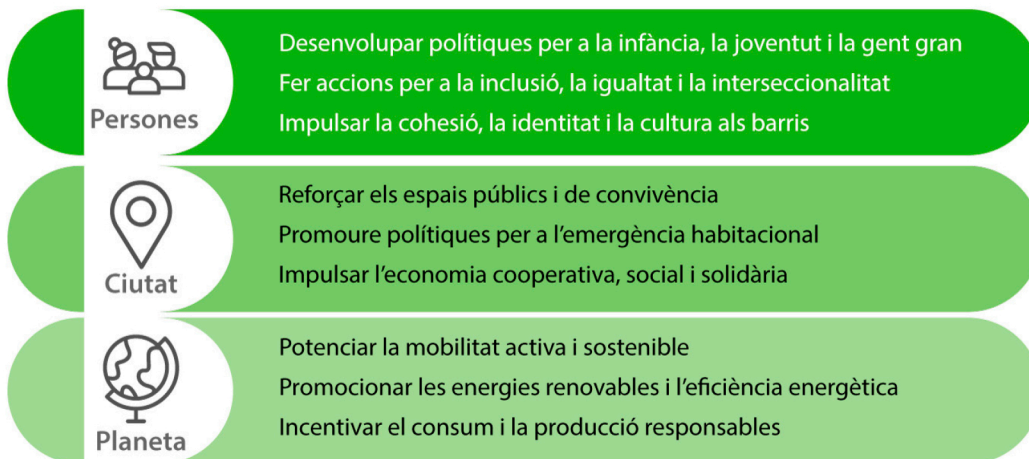 Persones
Desenvolupar polítiques per a la infància, la joventut i la gent gran
Fer accions per a la inclusió, la igualtat i la interseccionalitat
Impulsar la cohesió, la identitat i la cultura als barris
Ciutat
Reforçar els espais públics i de convivència
Promoure polítiques per a l’emergència habitacional
Impulsar l’economia cooperativa, social i solidària
Planeta
Potenciar la mobilitat activa i sostenible
Promocionar les energies renovables i l’eficiència energètica
Incentivar el consum i la producció responsables